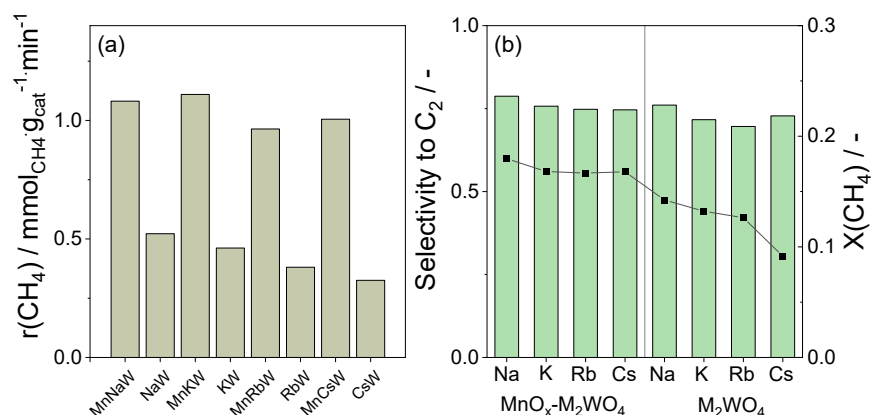 (a)
r(CH₄) / mmol_CH4·g_cat⁻¹·min⁻¹
1.0
0.5
0.0
MnNaW NaW MnKW KW MnRbW RbW MnCsW CsW
(b)
Selectivity to C₂ / -
1.0
0.5
0.0
X(CH₄) / -
0.3
0.2
0.1
0.0
Na K Rb Cs Na K Rb Cs
MnOₓ-M₂WO₄ M₂WO₄